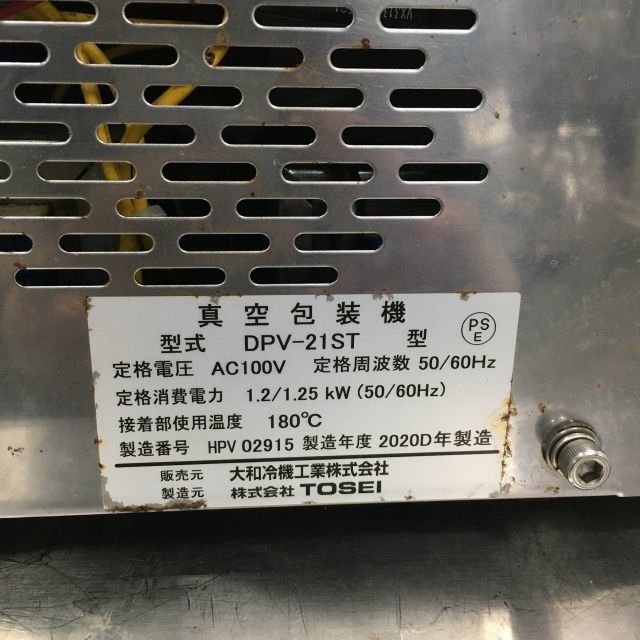 真空包装機
型式 DPV-21ST 型
PS
E
定格電圧 AC100V 定格周波数 50/60Hz
定格消費電力 1.2/1.25 kW (50/60Hz)
接着部使用温度 180℃
製造番号 HPV 02915 製造年度 2020D年製造
販売元 大和冷機工業株式会社
製造元 株式会社 TOSEI